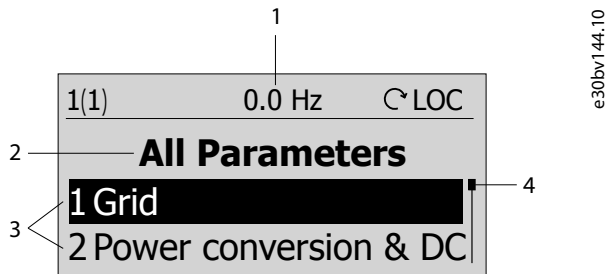 1
e30bv144.10
1(1) 0.0 Hz LOC
2
All Parameters
1 Grid
4
3
2 Power conversion & DC